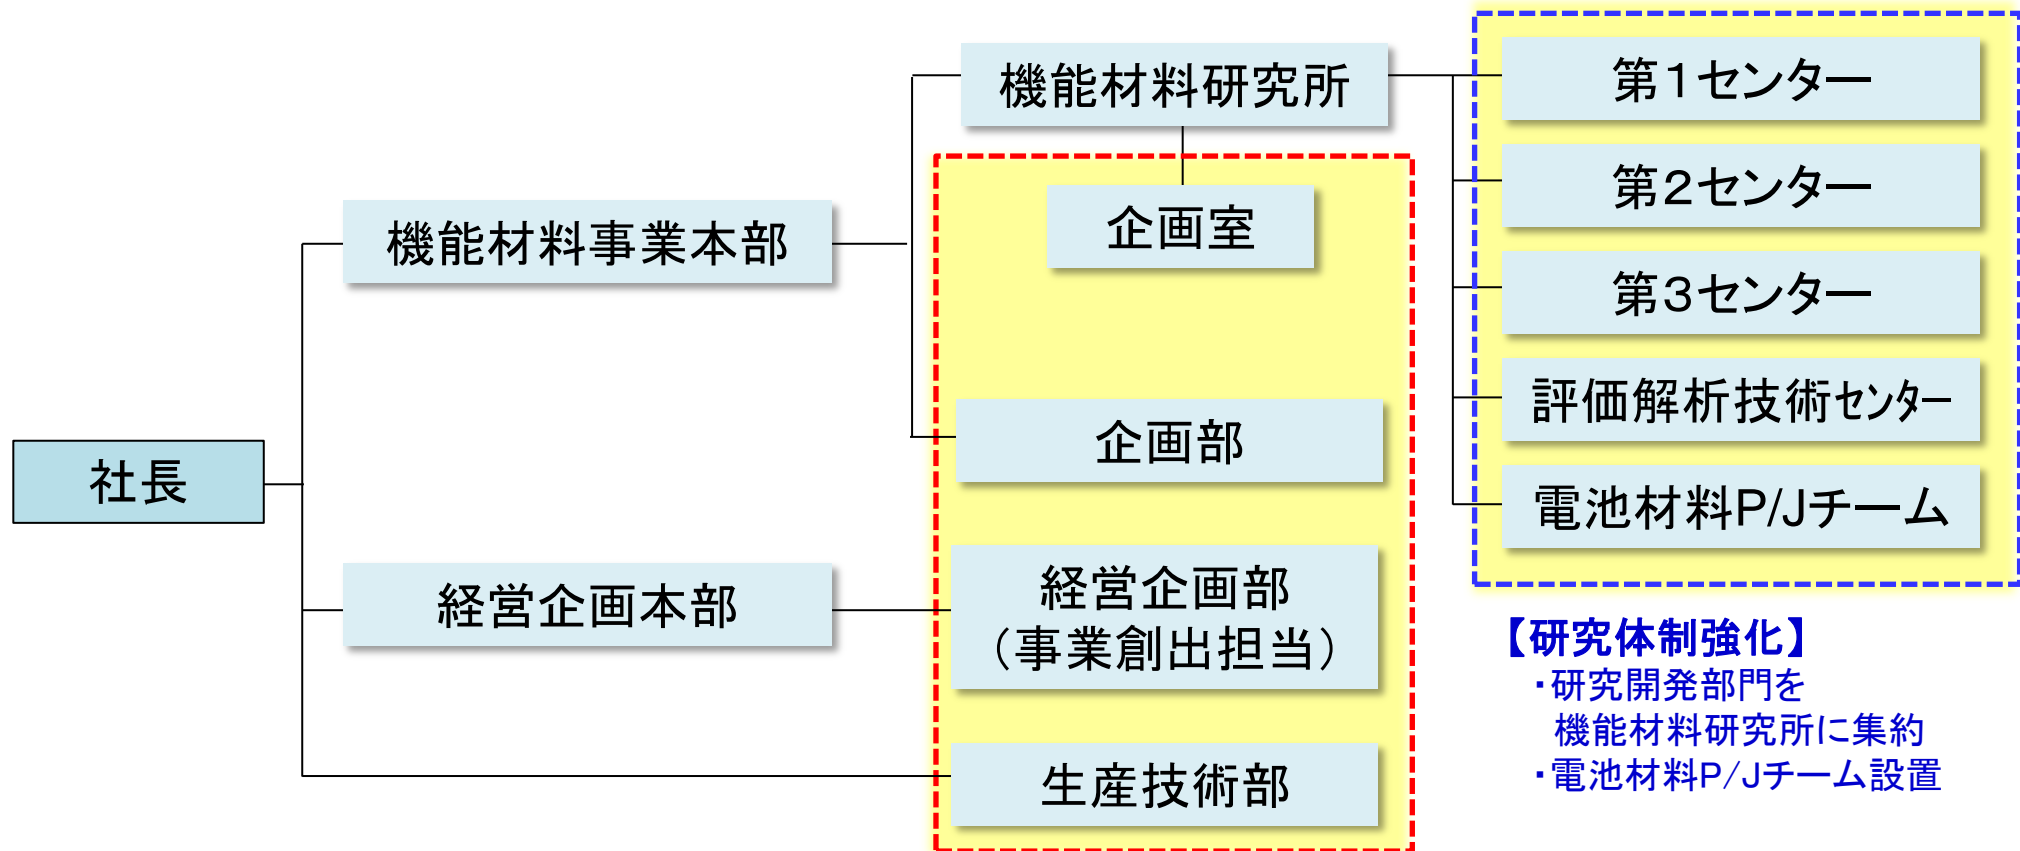 社長
機能材料事業本部
経営企画本部
機能材料研究所
企画室
企画部
経営企画部
（事業創出担当）
生産技術部
第１センター
第２センター
第３センター
評価解析技術ｾﾝﾀｰ
電池材料P/Jチーム
【研究体制強化】
・研究開発部門を
機能材料研究所に集約
・電池材料P/Jチーム設置